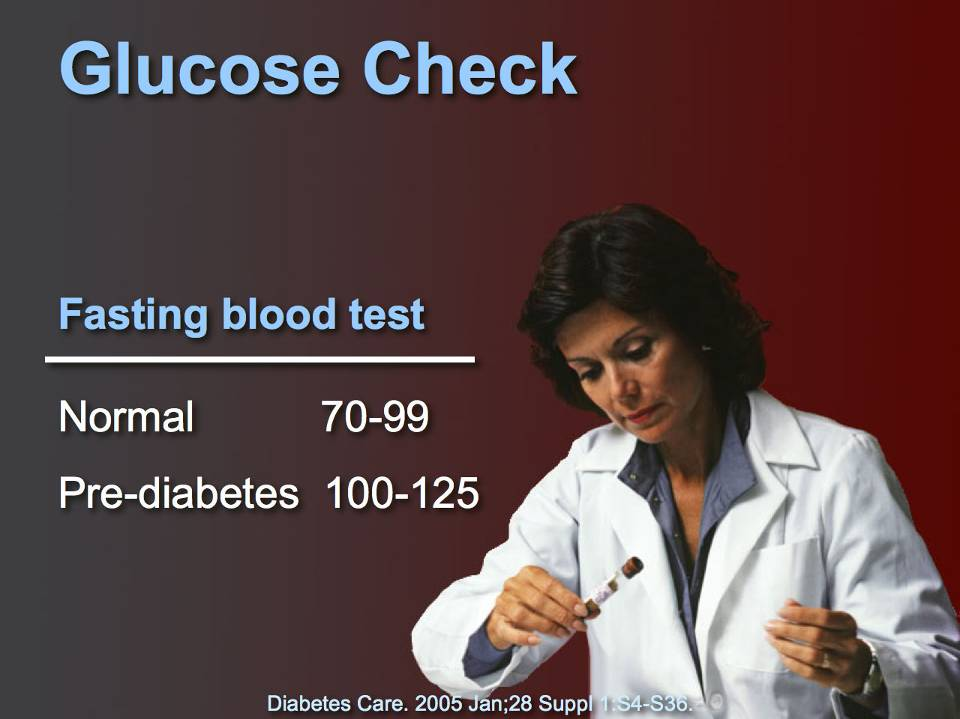 Glucose Check
Fasting blood test
Normal 70-99
Pre-diabetes 100-125
Diabetes Care. 2005 Jan;28 Suppl 1:S4-S36.